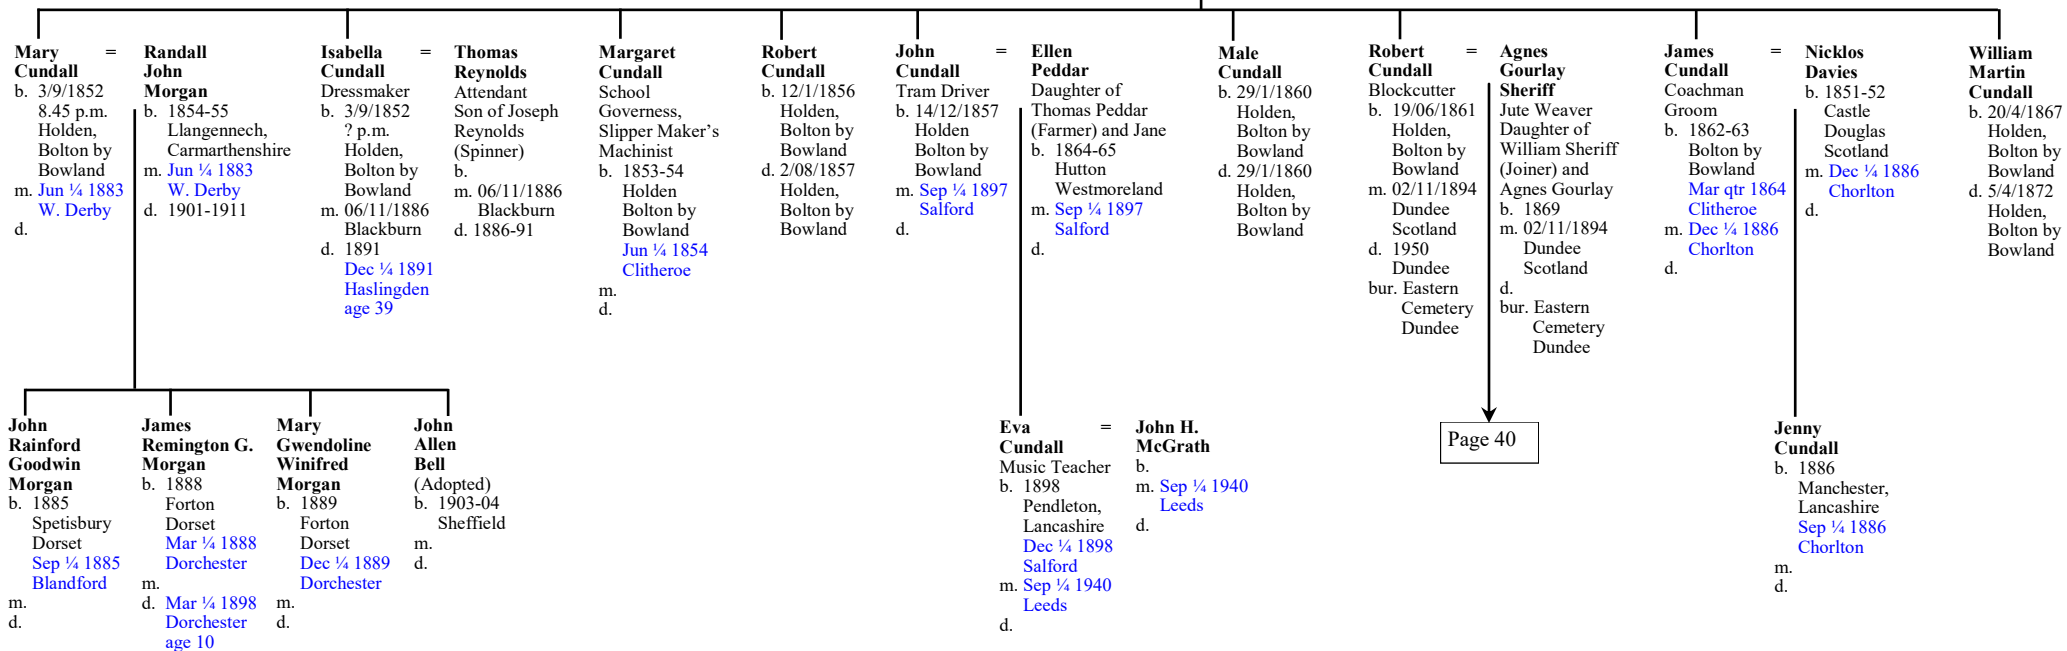 Mary =
Cundall
b. 3/9/1852
8.45 p.m.
Holden,
Bolton by
Bowland
m. Jun ¼ 1883
W. Derby
d.
Randall
John
Morgan
b. 1854-55
Llangennech,
Carmarthenshire
m. Jun ¼ 1883
W. Derby
d. 1901-1911
Isabella =
Cundall
Dressmaker
b. 3/9/1852
? p.m.
Holden,
Bolton by
Bowland
m. 06/11/1886
Blackburn
d. 1891
Dec ¼ 1891
Haslingden
age 39
Thomas
Reynolds
Attendant
Son of Joseph
Reynolds
(Spinner)
b.
m. 06/11/1886
Blackburn
d. 1886-91
Margaret
Cundall
School
Governess,
Slipper Maker’s
Machinist
b. 1853-54
Holden
Bolton by
Bowland
Jun ¼ 1854
Clitheroe
m.
d.
Robert
Cundall
b. 12/1/1856
Holden,
Bolton by
Bowland
d. 2/08/1857
Holden,
Bolton by
Bowland
John =
Cundall
Tram Driver
b. 14/12/1857
Holden
Bolton by
Bowland
m. Sep ¼ 1897
Salford
d.
Ellen
Peddar
Daughter of
Thomas Peddar
(Farmer) and Jane
b. 1864-65
Hutton
Westmoreland
m. Sep ¼ 1897
Salford
d.
Male
Cundall
b. 29/1/1860
Holden,
Bolton by
Bowland
d. 29/1/1860
Holden,
Bolton by
Bowland
Robert =
Cundall
Blockcutter
b. 19/06/1861
Holden,
Bolton by
Bowland
m. 02/11/1894
Dundee
Scotland
d. 1950
Dundee
bur. Eastern
Cemetery
Dundee
Agnes
Gourlay
Sheriff
Jute Weaver
Daughter of
William Sheriff
(Joiner) and
Agnes Gourlay
b. 1869
m. 02/11/1894
Dundee
Scotland
d.
bur. Eastern
Cemetery
Dundee
James =
Cundall
Coachman
Groom
b. 1862-63
Bolton by
Bowland
Mar qtr 1864
Clitheroe
m. Dec ¼ 1886
Chorlton
d.
Nicklos
Davies
b. 1851-52
Castle
Douglas
Scotland
m. Dec ¼ 1886
Chorlton
d.
William
Martin
Cundall
b. 20/4/1867
Holden,
Bolton by
Bowland
d. 5/4/1872
Holden,
Bolton by
Bowland
John
Rainford
Goodwin
Morgan
b. 1885
Spetisbury
Dorset
Sep ¼ 1885
Blandford
m.
d.
James
Remington G.
Morgan
b. 1888
Forton
Dorset
Mar ¼ 1888
Dorchester
m.
d. Mar ¼ 1898
Dorchester
age 10
Mary
Gwendoline
Winifred
Morgan
b. 1889
Forton
Dorset
Dec ¼ 1889
Dorchester
m.
d.
John
Allen
Bell
(Adopted)
b. 1903-04
Sheffield
m.
d.
Eva =
Cundall
Music Teacher
b. 1898
Pendleton,
Lancashire
Dec ¼ 1898
Salford
m. Sep ¼ 1940
Leeds
d.
John H.
McGrath
b.
m. Sep ¼ 1940
Leeds
d.
Page 40
Jenny
Cundall
b. 1886
Manchester,
Lancashire
Sep ¼ 1886
Chorlton
m.
d.